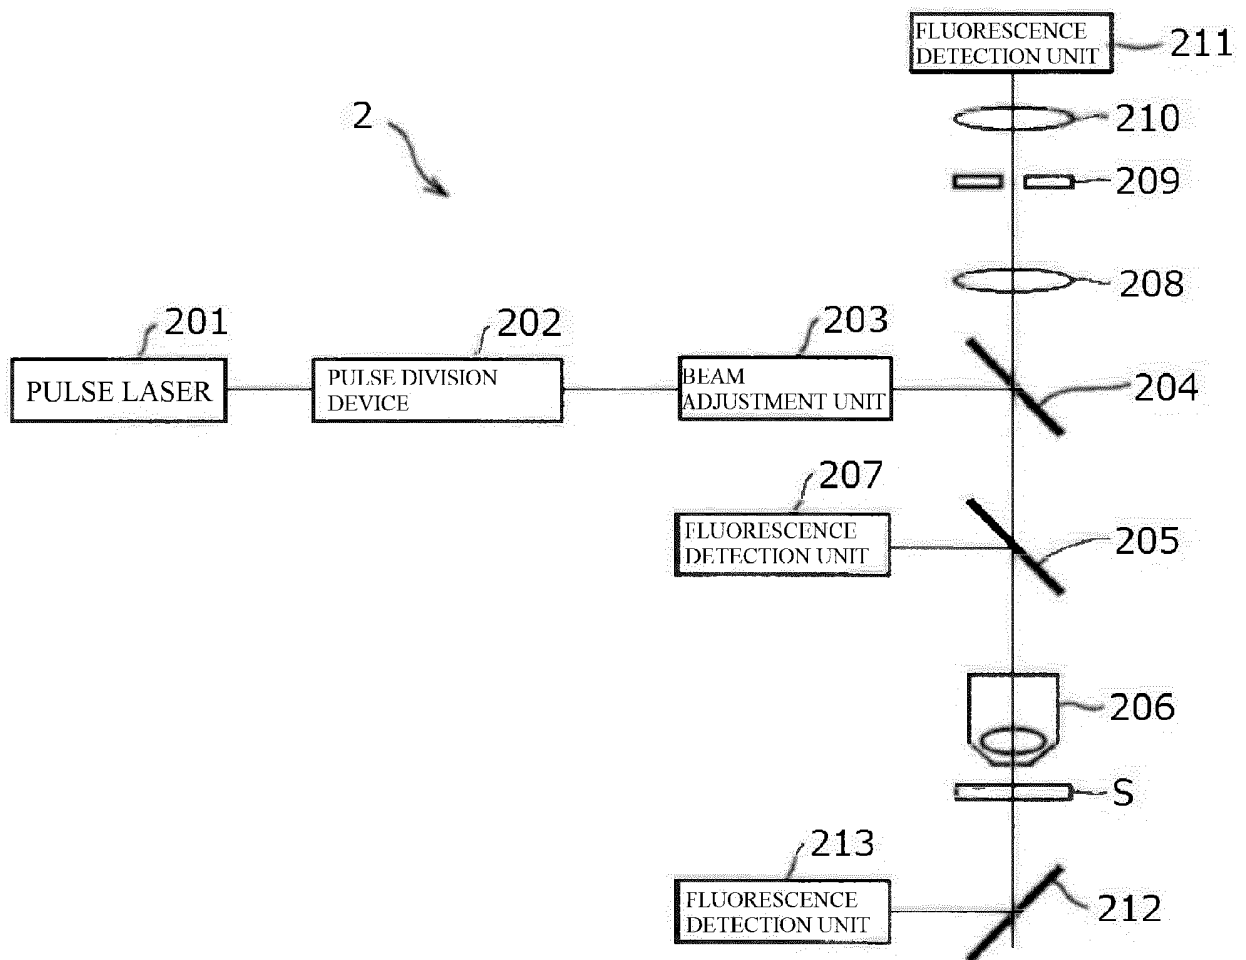 FLUORESCENCE
DETECTION UNIT
211
2
210
209
208
201
202
203
PULSE LASER
PULSE DIVISION
DEVICE
BEAM
ADJUSTMENT UNIT
204
207
FLUORESCENCE
DETECTION UNIT
205
206
S
213
FLUORESCENCE
DETECTION UNIT
212